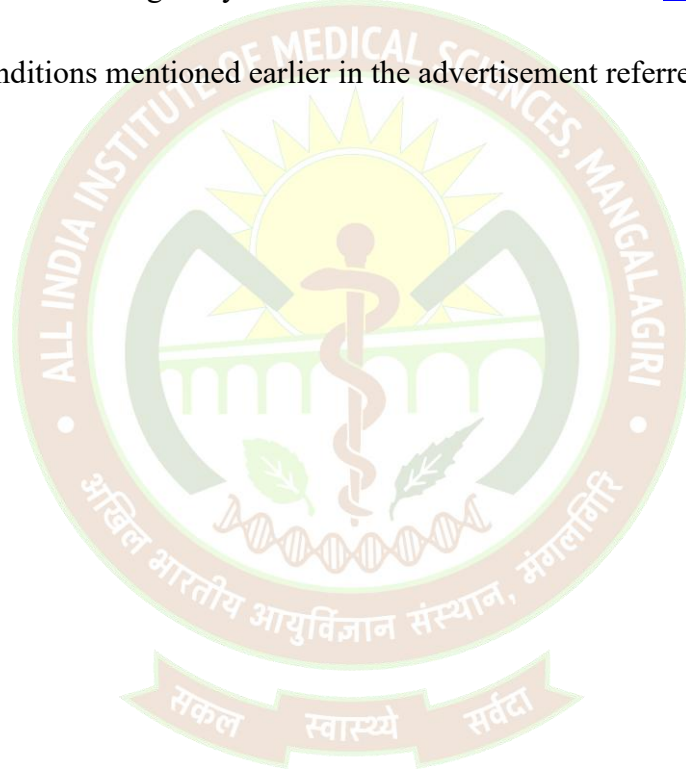 nditions mentioned earlier in the advertisement referre
ALL INDIA INSTITUTE OF MEDICAL SCIENCES, MANGALAGIRI
अखिल भारतीय आयुर्विज्ञान संस्थान, मंगलगिरि
सकल स्वास्थ्ये सर्वदा